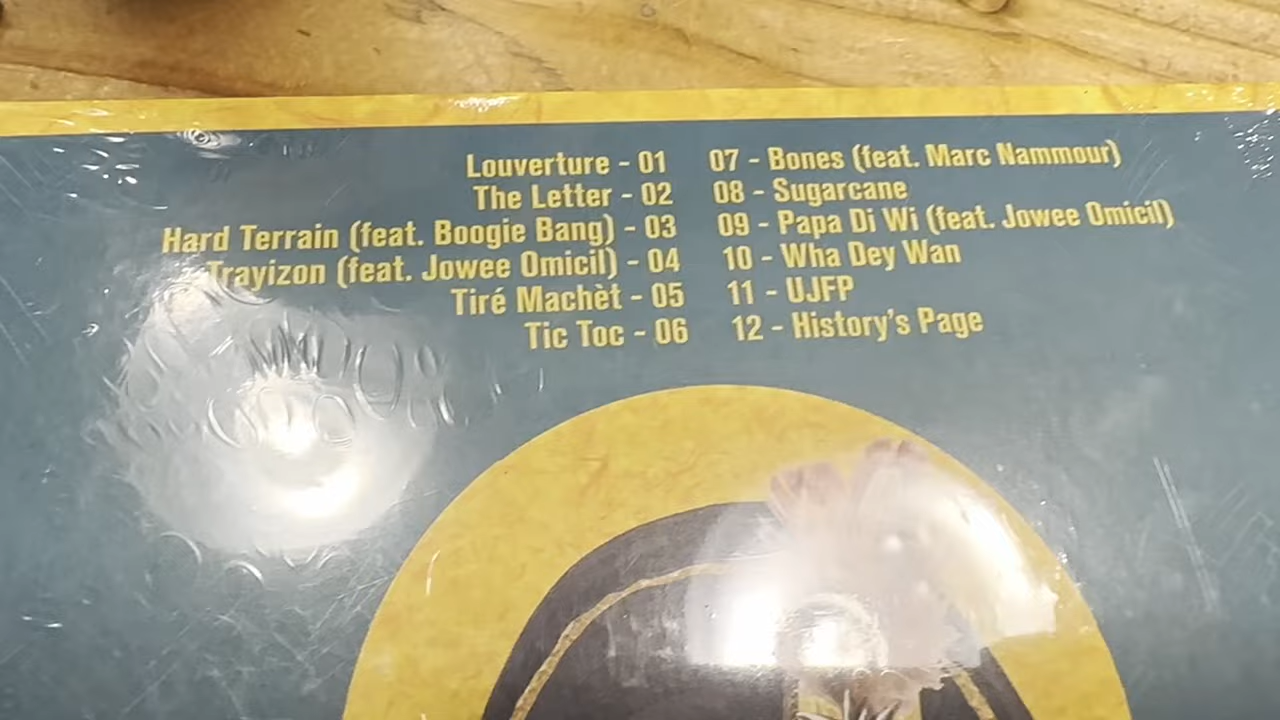 Louverture - 01
The Letter - 02
Hard Terrain (feat. Boogie Bang) - 03
Trayizon (feat. Jowee Omicil) - 04
Tiré Machèt - 05
Tic Toc - 06
07 - Bones (feat. Marc Nammour)
08 - Sugarcane
09 - Papa Di Wi (feat. Jowee Omicil)
10 - Wha Dey Wan
11 - UJFP
12 - History's Page